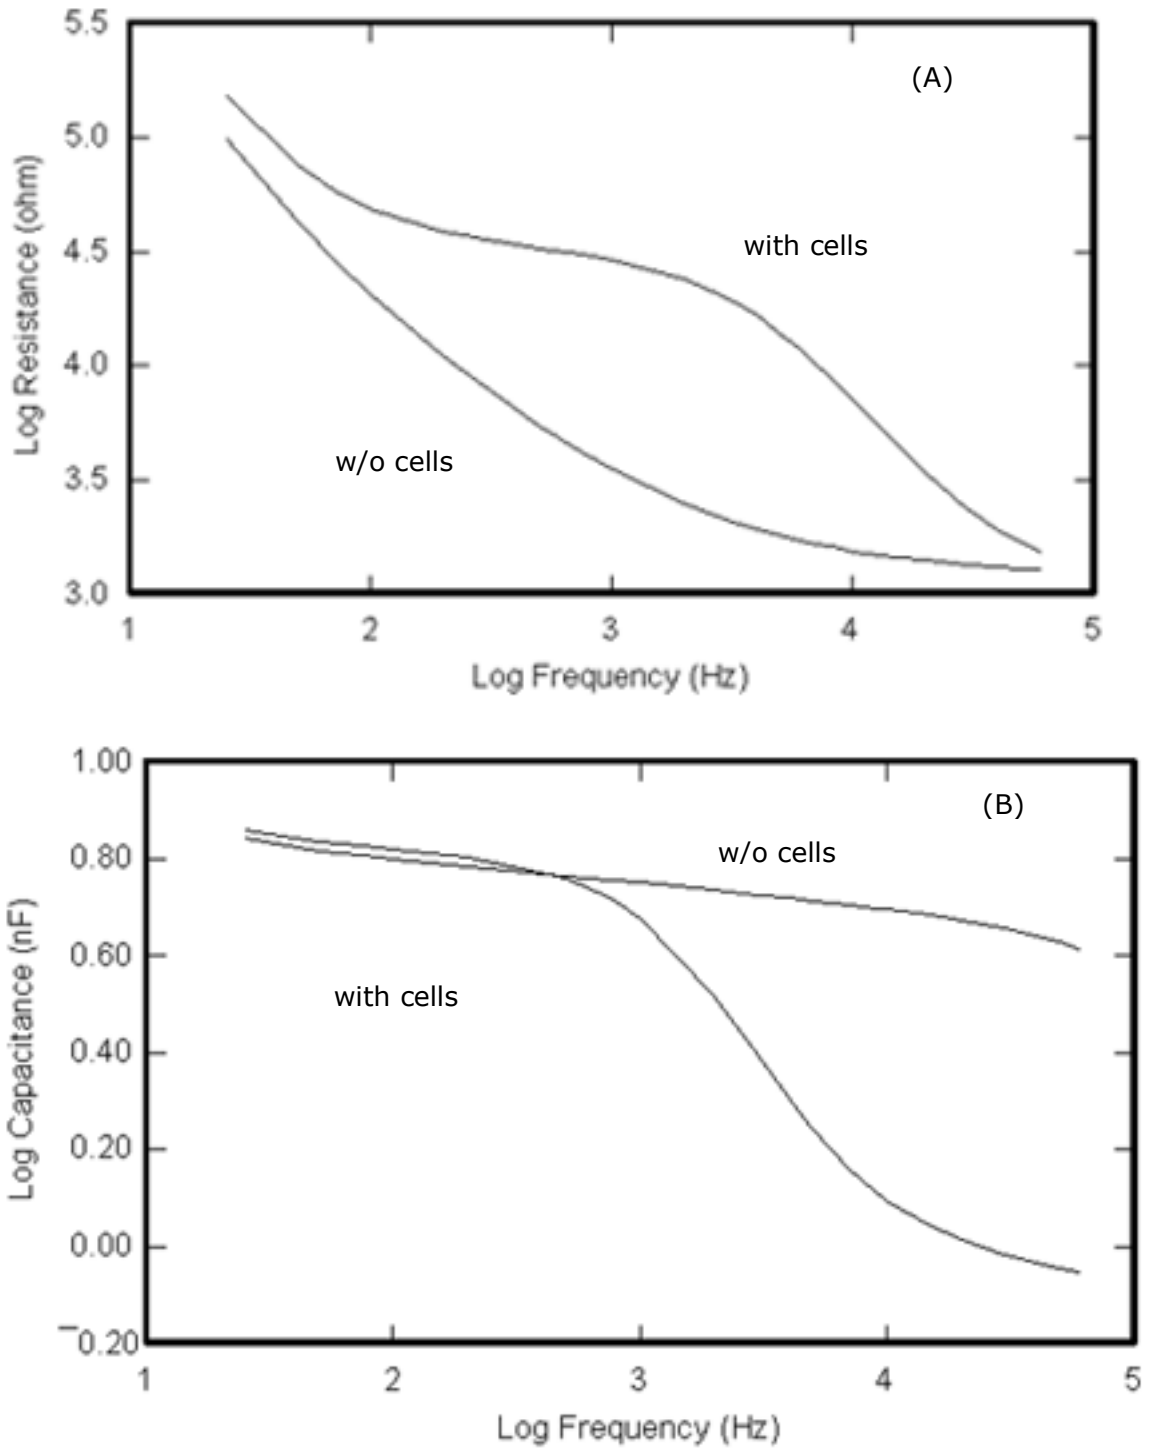 5.5
(A)
5.0
with cells
4.5
4.0
w/o cells
3.5
3.0
1 2 3 4 5
Log Resistance (ohm)
Log Frequency (Hz)
1.00
(B)
w/o cells
0.80
0.60
with cells
0.40
0.20
0.00
−0.20
1 2 3 4 5
Log Capacitance (nF)
Log Frequency (Hz)